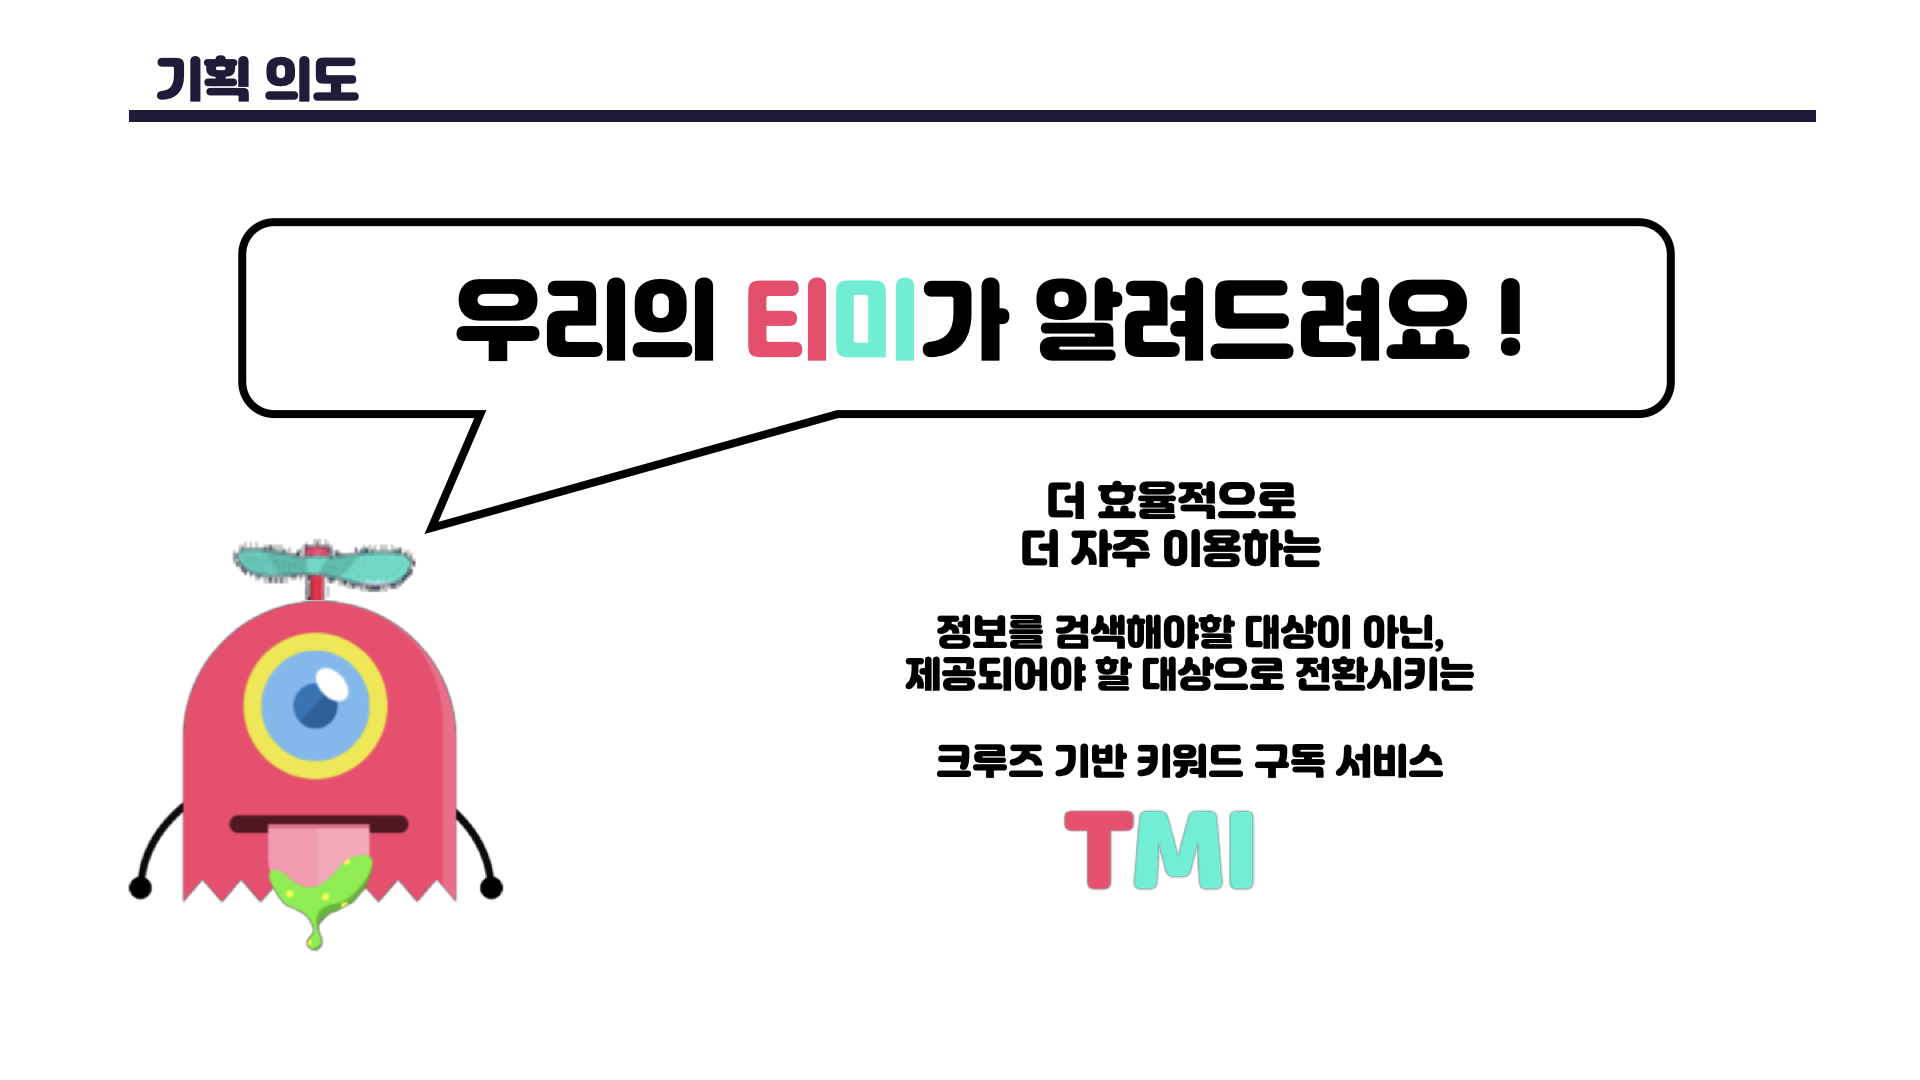 기획 의도
우리의 티미가 알려드려요 !
더 효율적으로
더 자주 이용하는
정보를 검색해야할 대상이 아닌,
제공되어야 할 대상으로 전환시키는
크루즈 기반 키워드 구독 서비스
TMI